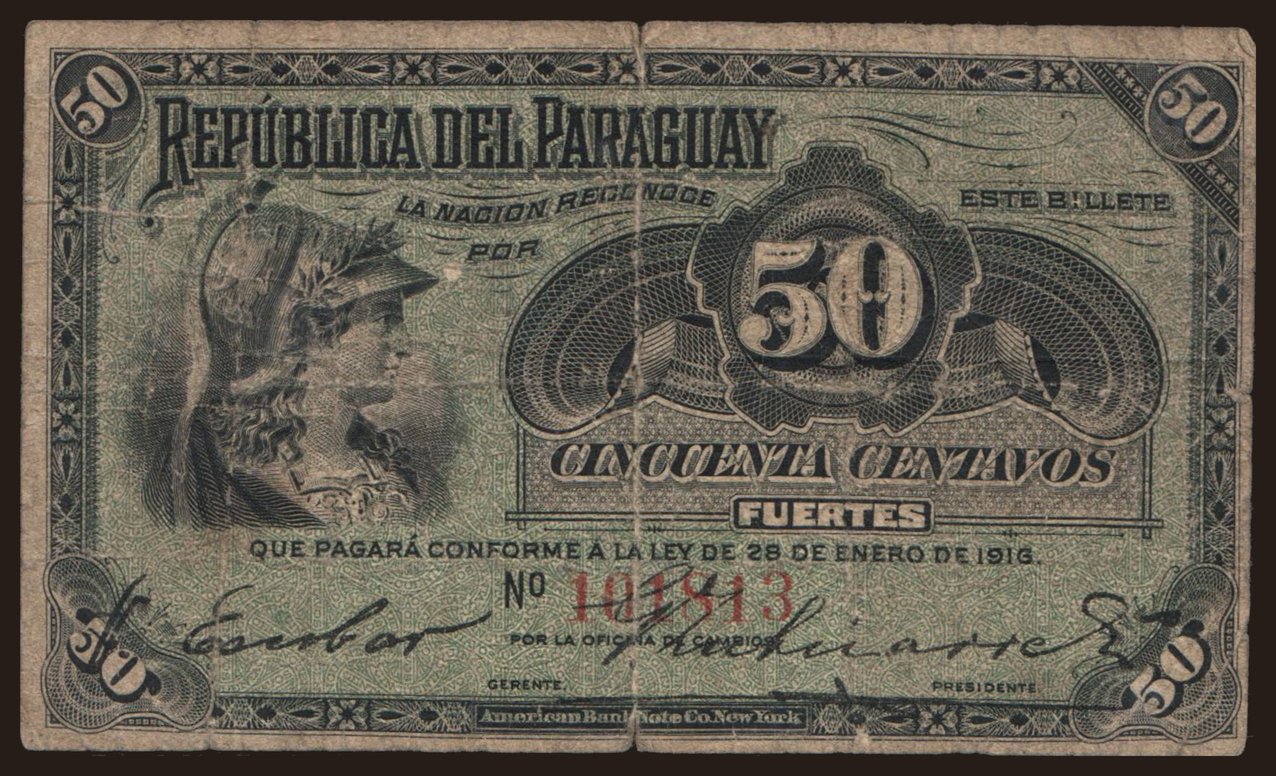 50 50
REPÚBLICA DEL PARAGUAY
LA NACION RECONOCE ESTE BILLETE
POR
50
CINCUENTA CENTAVOS
FUERTES
QUE PAGARÁ CONFORME Á LA LEY DE 28 DE ENERO DE 1916.
Nº 101813
Escobar
POR LA OFICINA DE CAMBIOS
50 50
GERENTE. PRESIDENTE
American Bank Note Co. New York